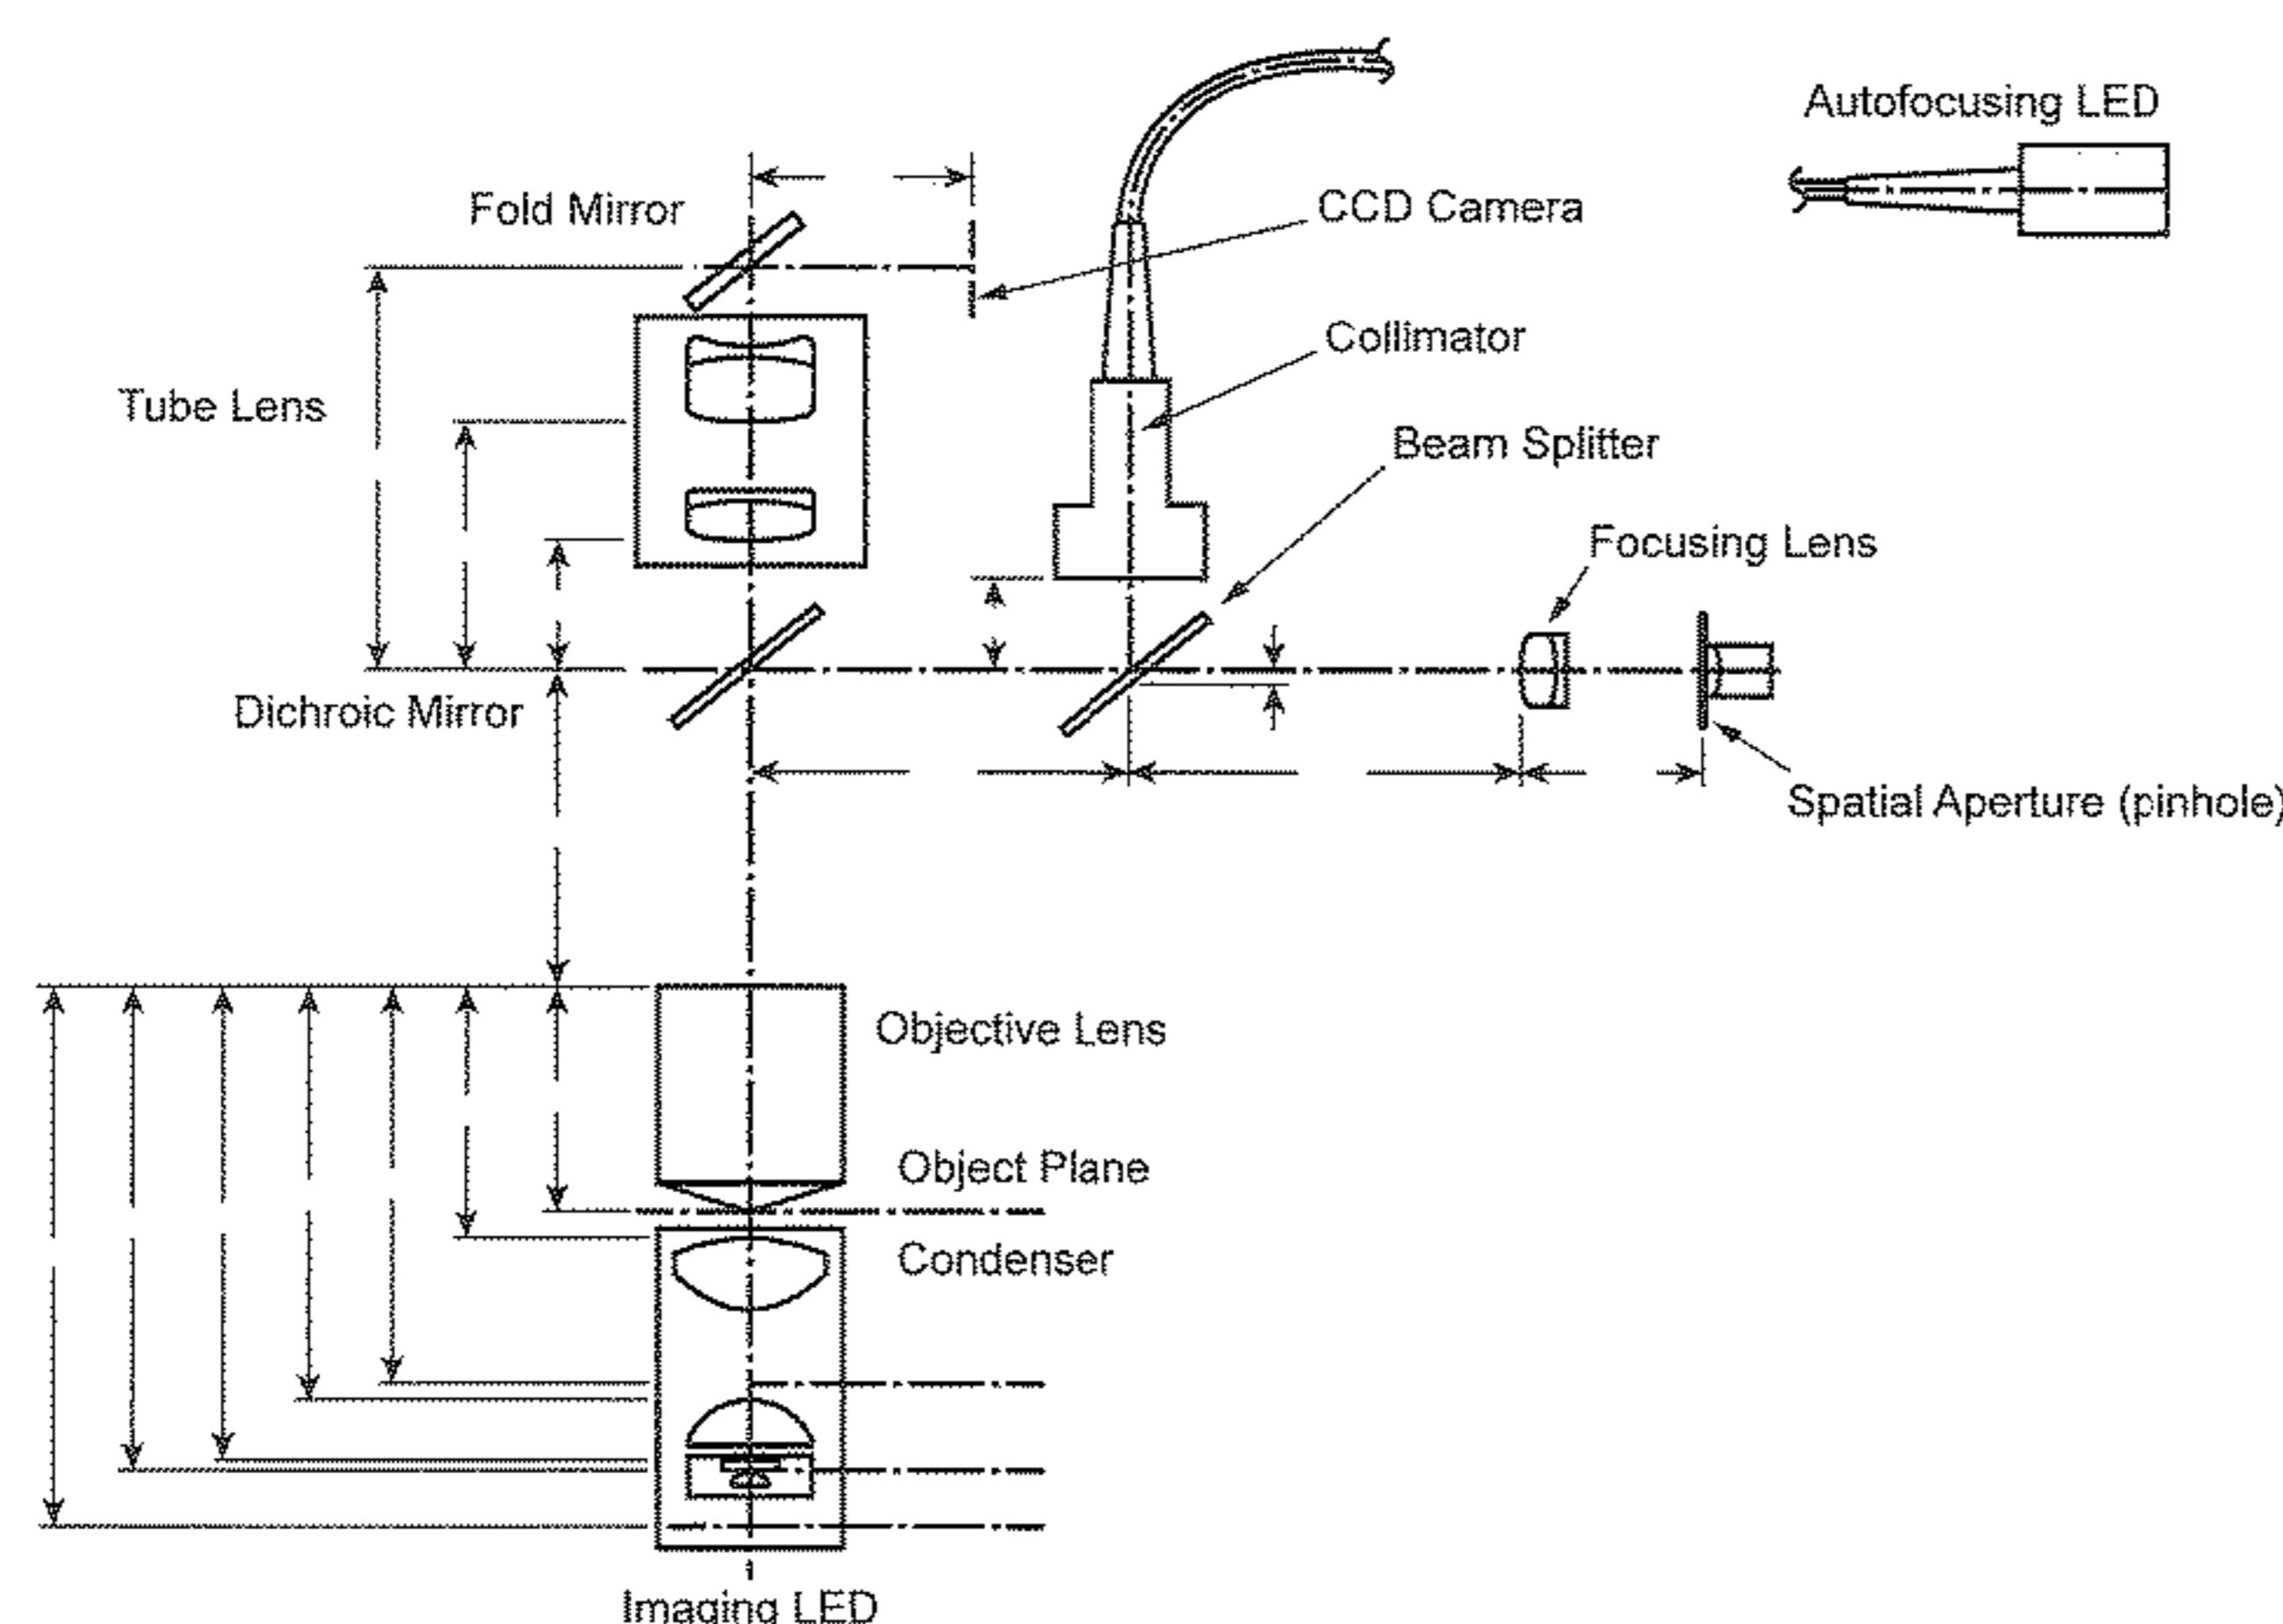 Autofocusing LED
Fold Mirror
CCD Camera
Collimator
Tube Lens
Beam Splitter
Focusing Lens
Dichroic Mirror
Spatial Aperture (pinhole)
Objective Lens
Object Plane
Condenser
Imaging LED